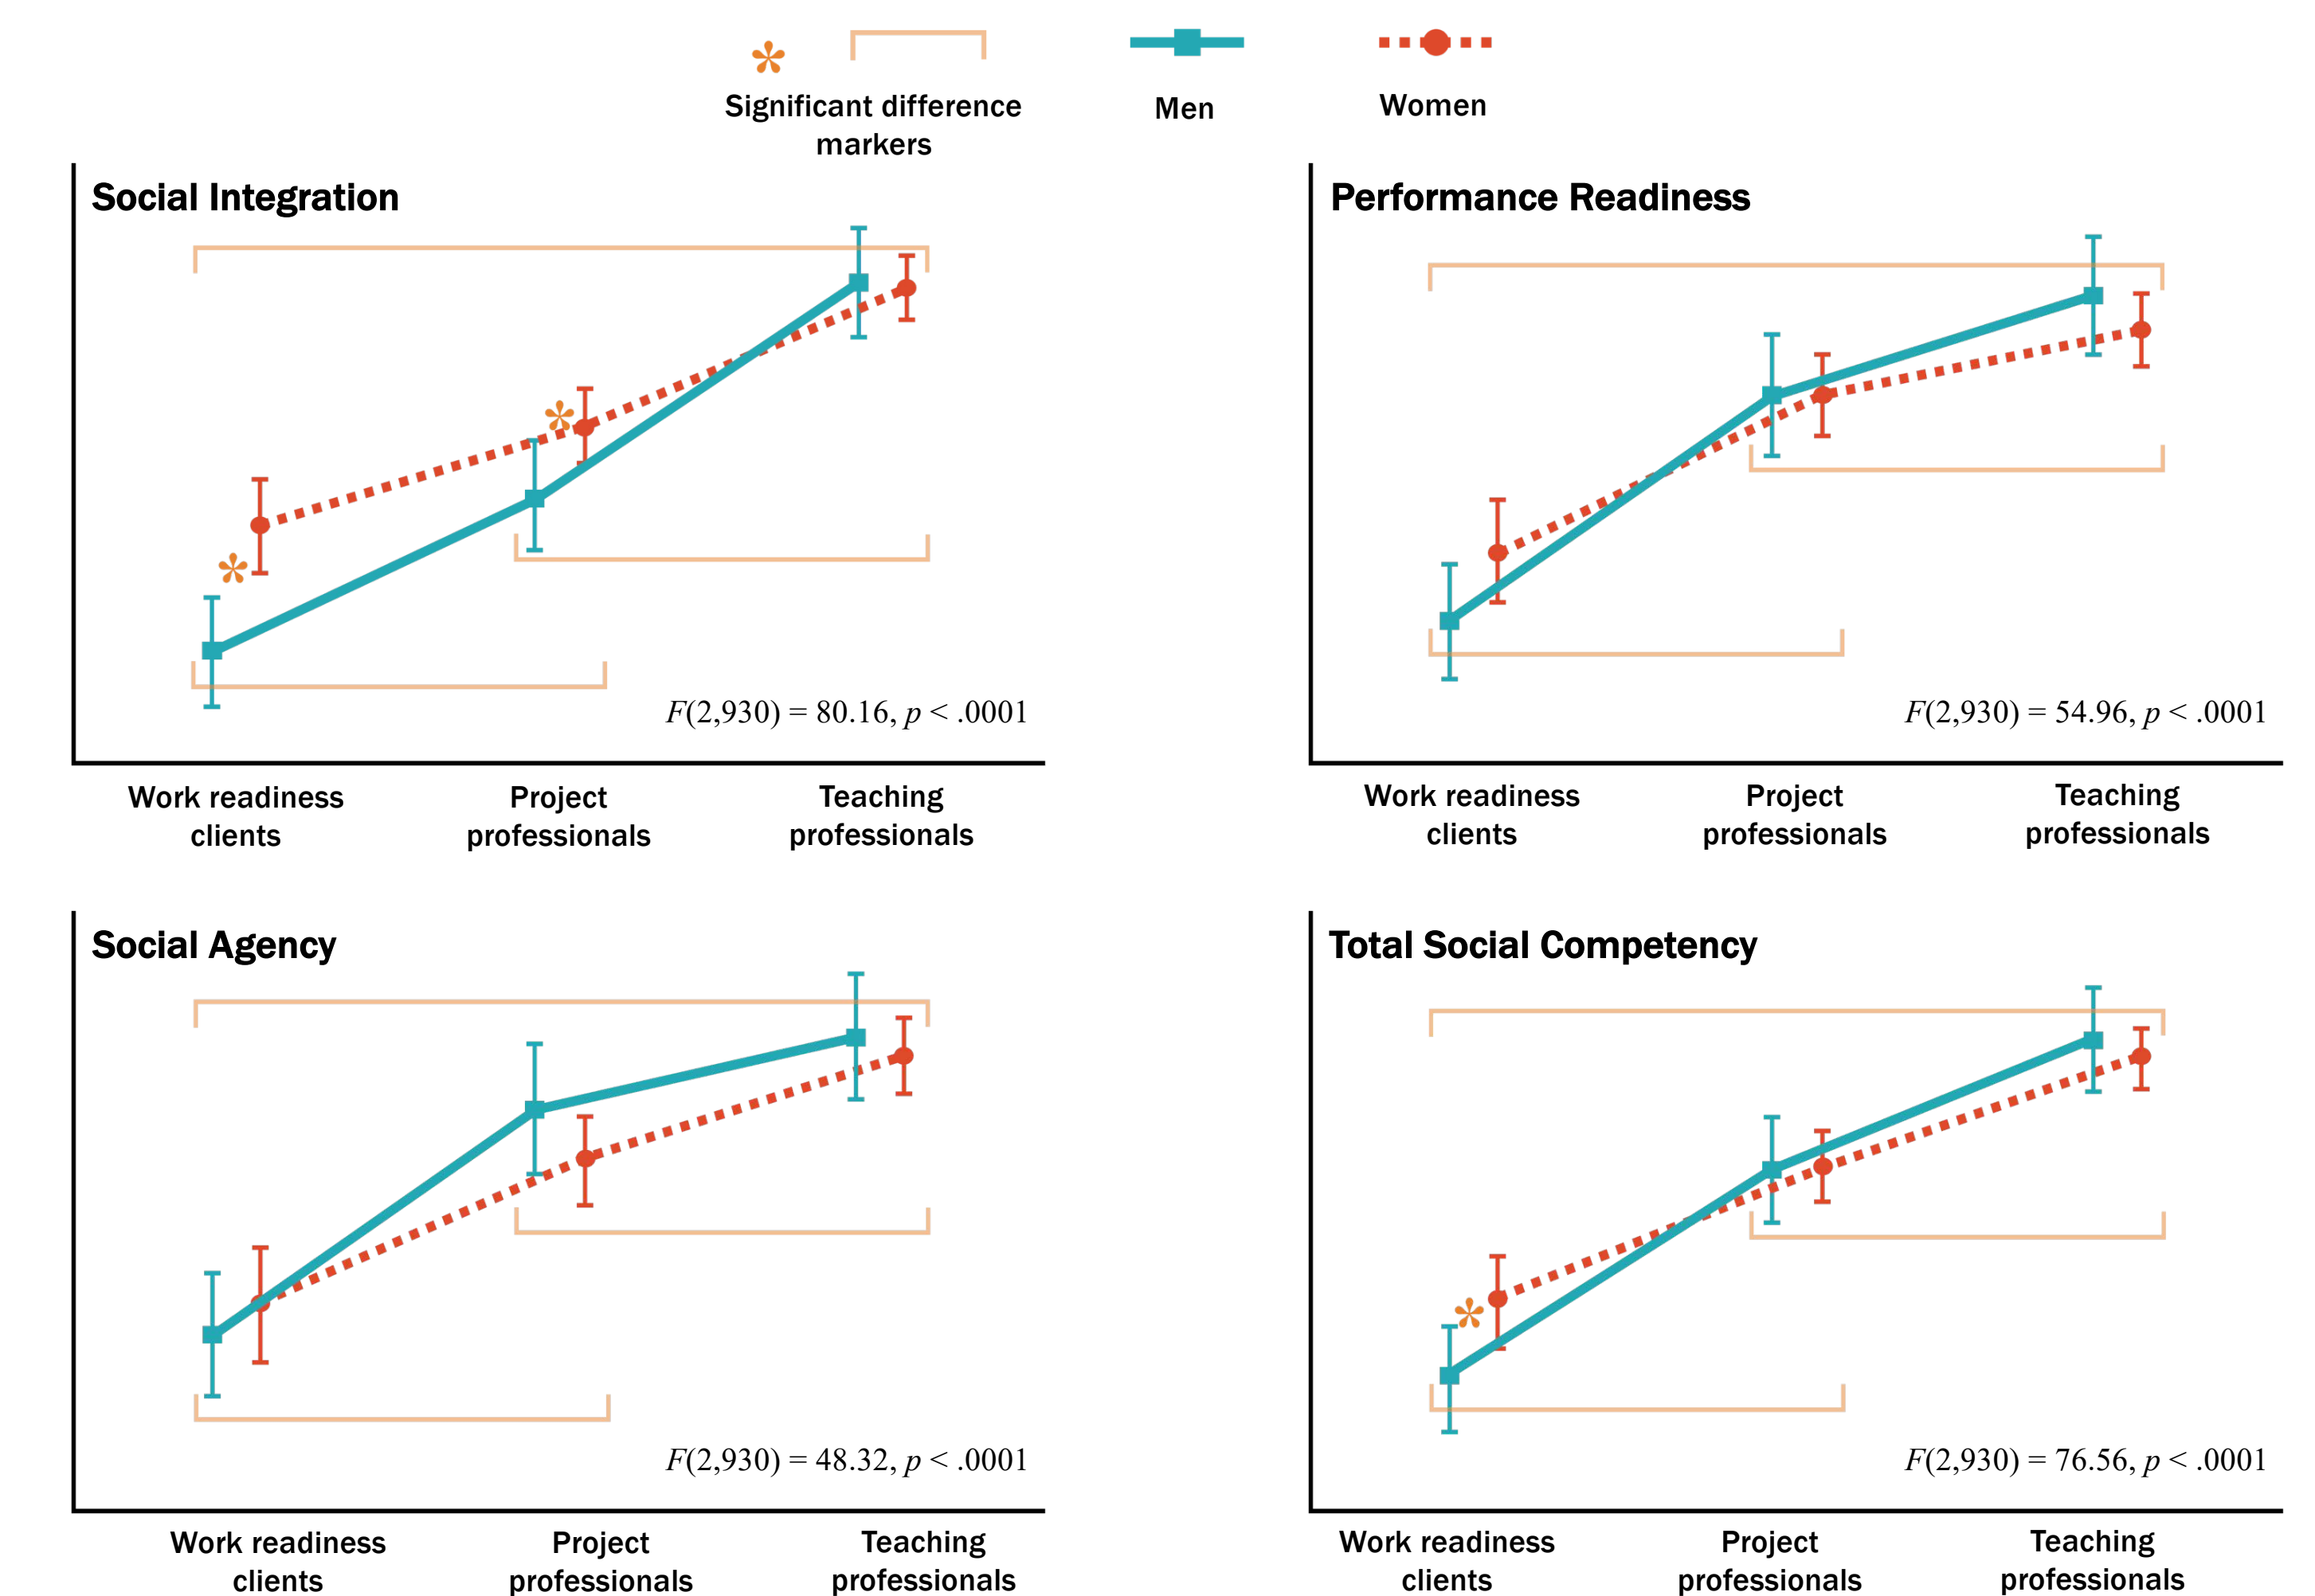 Significant difference
markers
Men
Women
Social Integration
F(2,930) = 80.16, p < .0001
Work readiness
clients
Project
professionals
Teaching
professionals
Performance Readiness
F(2,930) = 54.96, p < .0001
Work readiness
clients
Project
professionals
Teaching
professionals
Social Agency
F(2,930) = 48.32, p < .0001
Work readiness
clients
Project
professionals
Teaching
professionals
Total Social Competency
F(2,930) = 76.56, p < .0001
Work readiness
clients
Project
professionals
Teaching
professionals